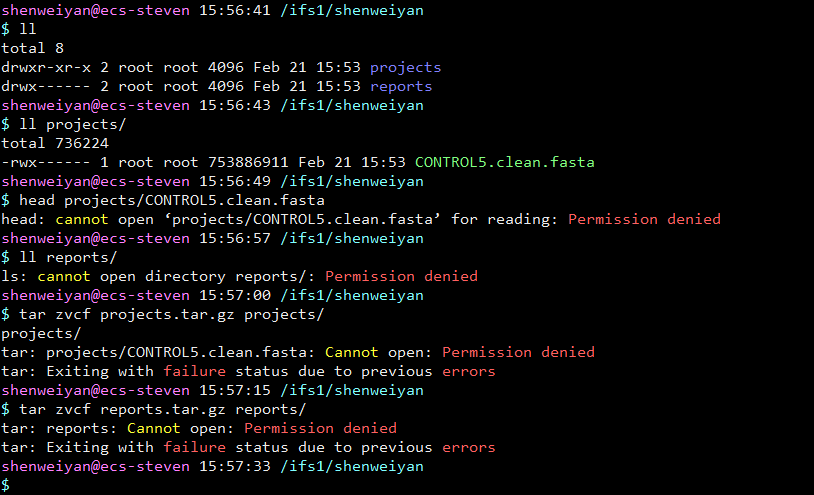 shenweiyan@ecs-steven 15:56:41 /ifs1/shenweiyan
$ ll
total 8
drwxr-xr-x 2 root root 4096 Feb 21 15:53 projects
drwx------ 2 root root 4096 Feb 21 15:53 reports
shenweiyan@ecs-steven 15:56:43 /ifs1/shenweiyan
$ ll projects/
total 736224
-rwx------ 1 root root 753886911 Feb 21 15:53 CONTROL5.clean.fasta
shenweiyan@ecs-steven 15:56:49 /ifs1/shenweiyan
$ head projects/CONTROL5.clean.fasta
head: cannot open ‘projects/CONTROL5.clean.fasta’ for reading: Permission denied
shenweiyan@ecs-steven 15:56:57 /ifs1/shenweiyan
$ ll reports/
ls: cannot open directory reports/: Permission denied
shenweiyan@ecs-steven 15:57:00 /ifs1/shenweiyan
$ tar zvcf projects.tar.gz projects/
projects/
tar: projects/CONTROL5.clean.fasta: Cannot open: Permission denied
tar: Exiting with failure status due to previous errors
shenweiyan@ecs-steven 15:57:15 /ifs1/shenweiyan
$ tar zvcf reports.tar.gz reports/
tar: reports: Cannot open: Permission denied
tar: Exiting with failure status due to previous errors
shenweiyan@ecs-steven 15:57:33 /ifs1/shenweiyan
$